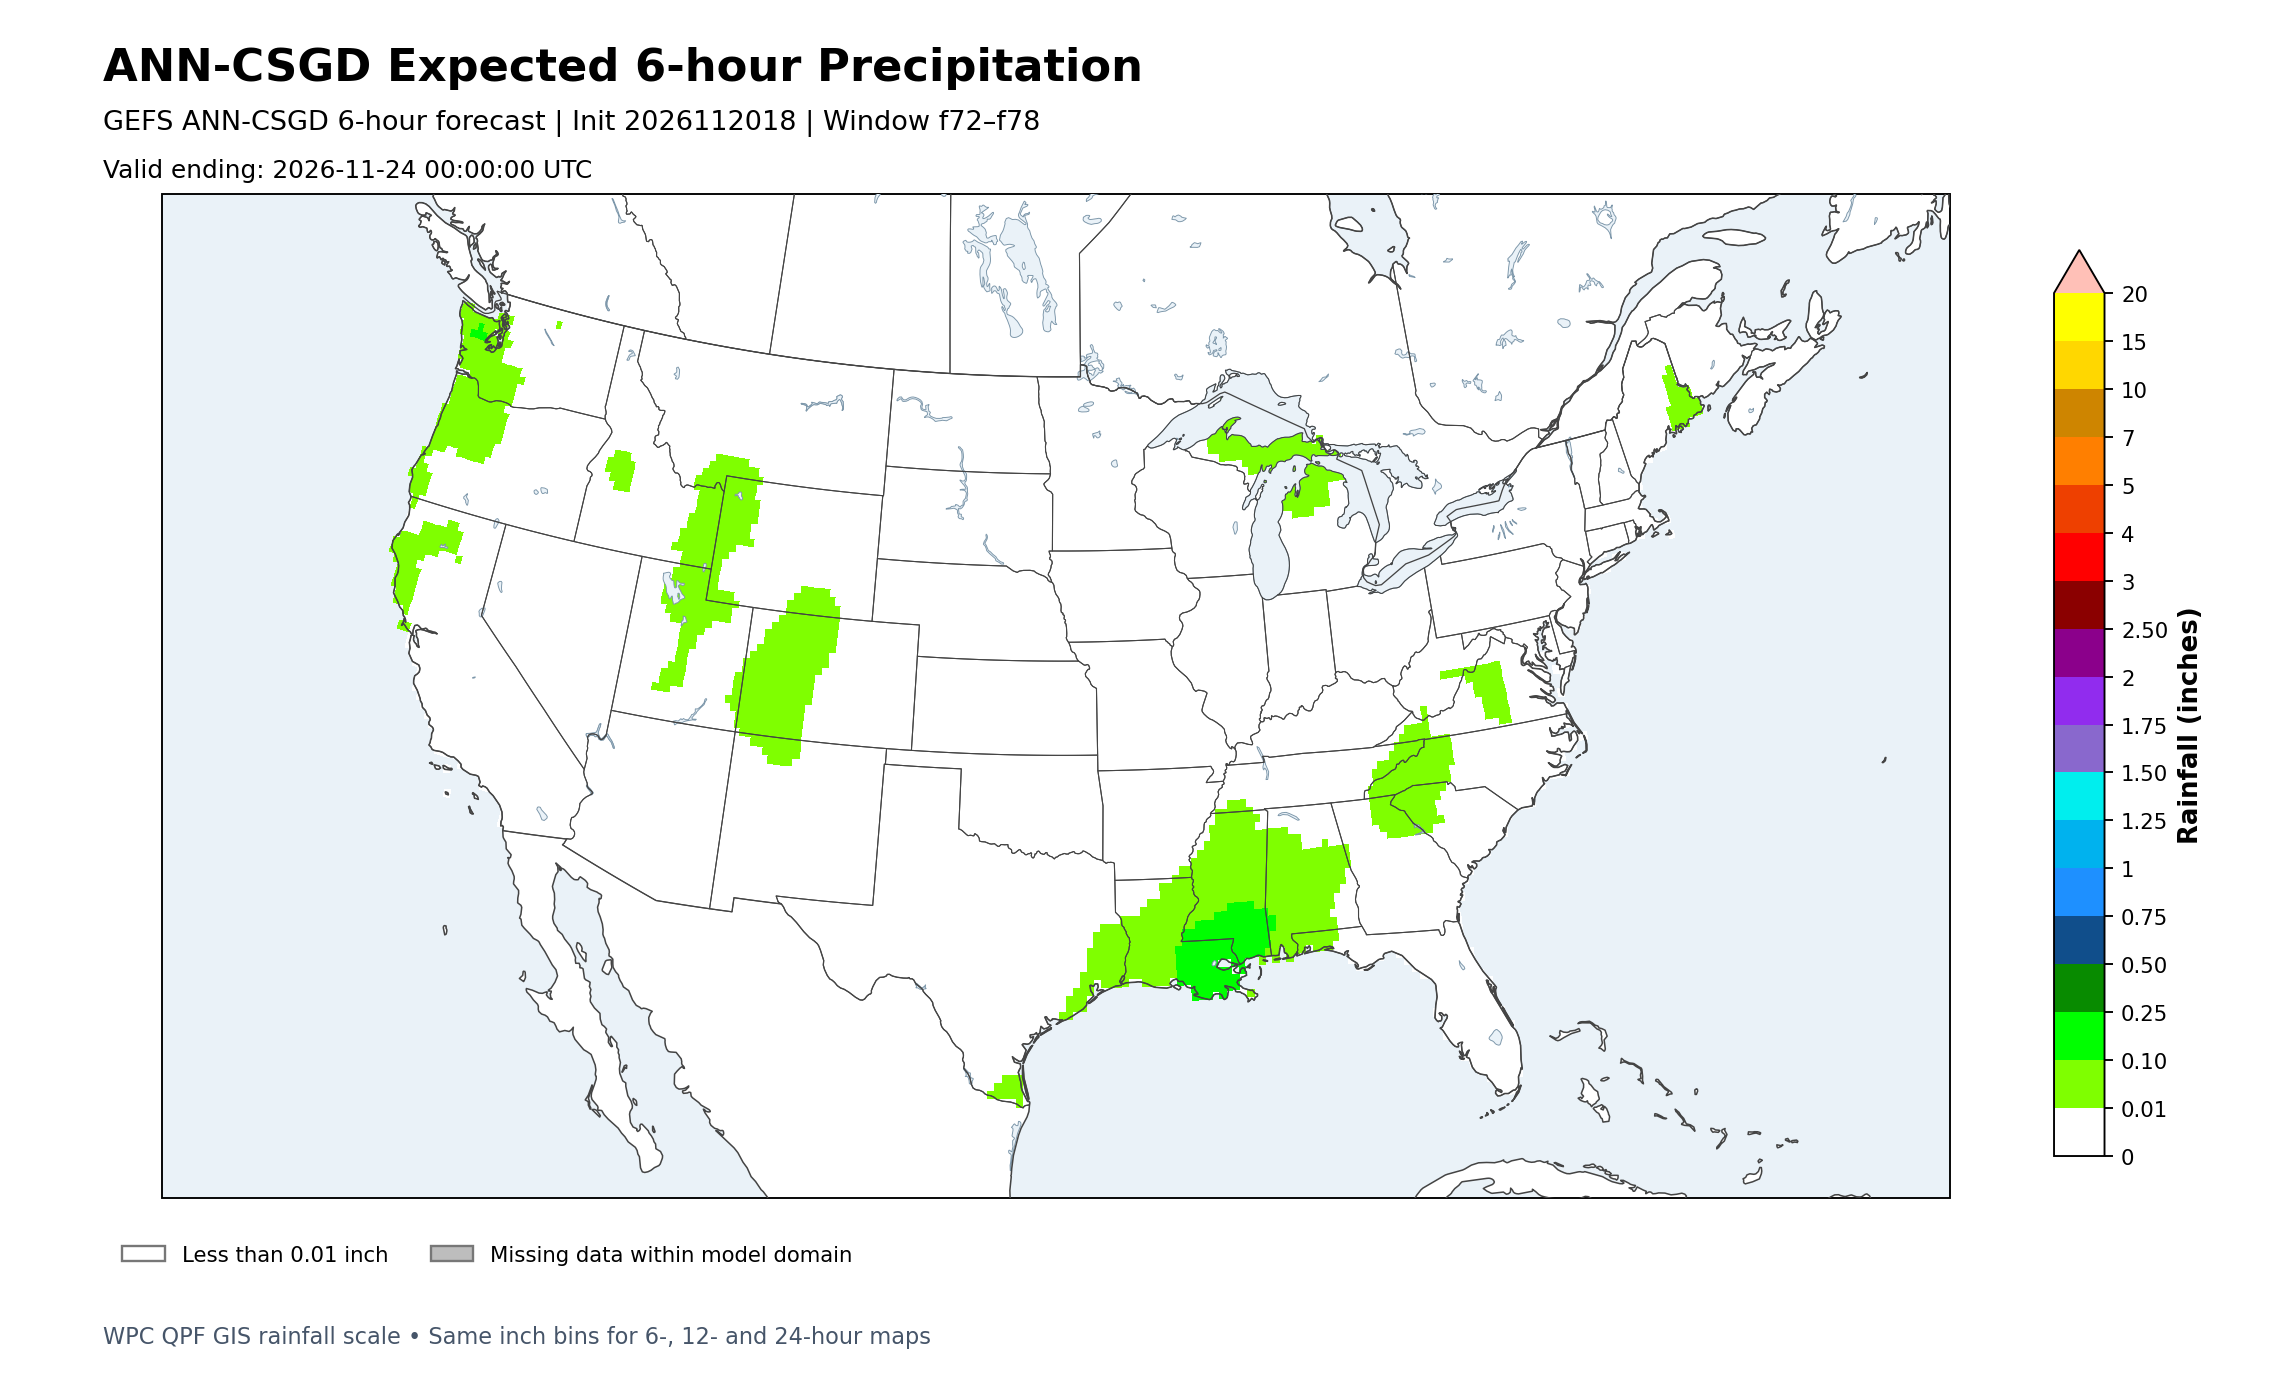 ANN-CSGD Expected 6-hour Precipitation
GEFS ANN-CSGD 6-hour forecast | Init 2026112018 | Window f72–f78
Valid ending: 2026-11-24 00:00:00 UTC
20
15
10
7
5
4
3
2.50
2
1.75
1.50
1.25
1
0.75
0.50
0.25
0.10
0.01
0
Rainfall (inches)
Less than 0.01 inch
Missing data within model domain
WPC QPF GIS rainfall scale • Same inch bins for 6-, 12- and 24-hour maps